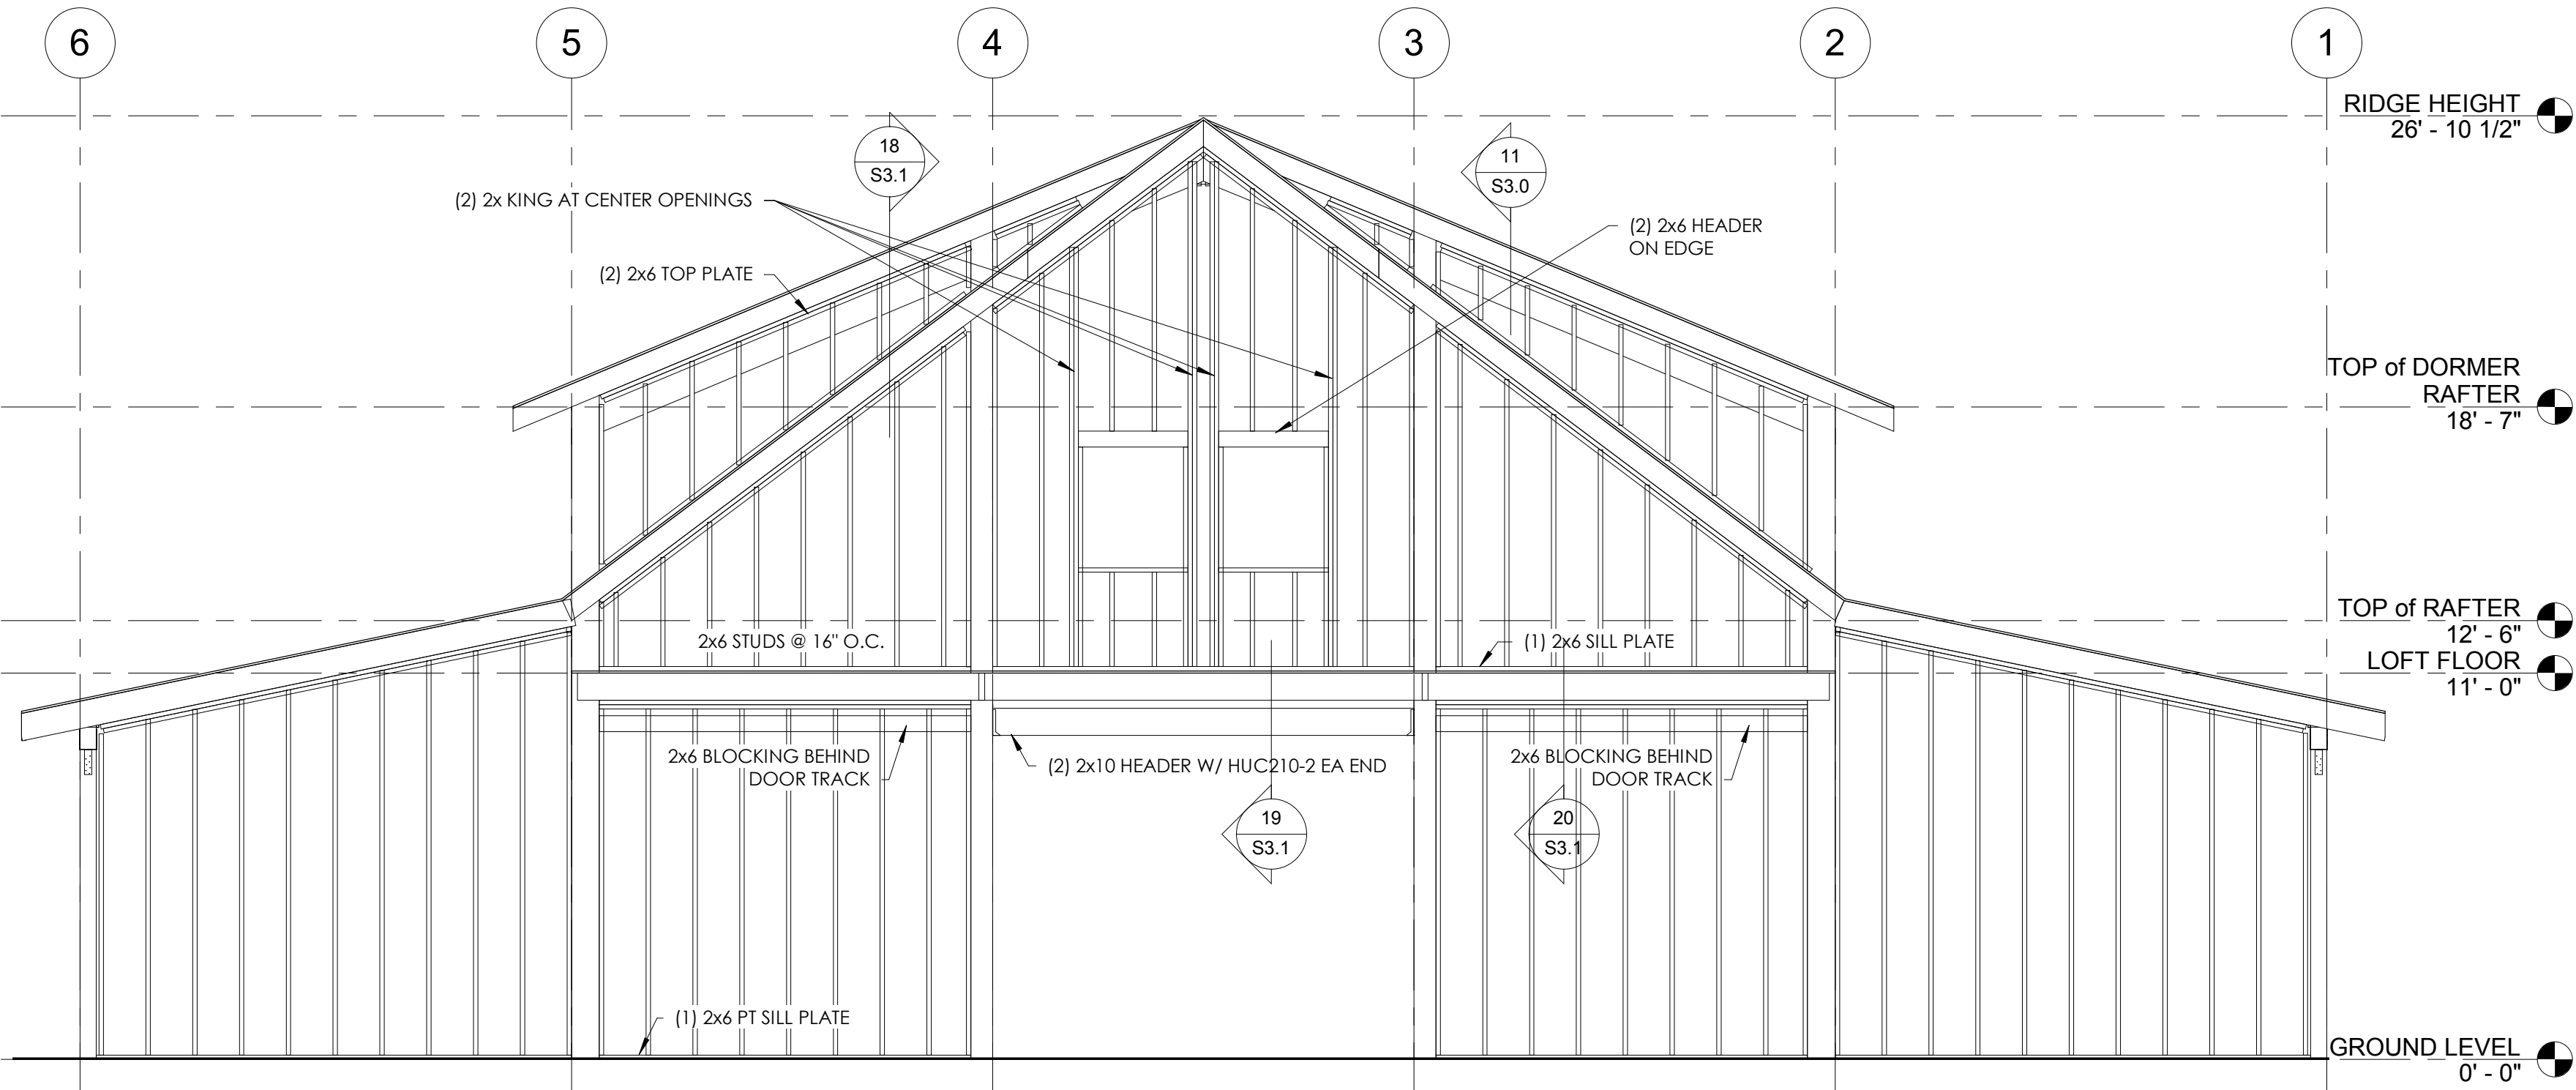 6 5 4 3 2 1
RIDGE HEIGHT
26' - 10 1/2"
18
S3.1
11
S3.0
(2) 2x KING AT CENTER OPENINGS
(2) 2x6 HEADER
ON EDGE
(2) 2x6 TOP PLATE
TOP of DORMER
RAFTER
18' - 7"
TOP of RAFTER
12' - 6"
2x6 STUDS @ 16" O.C.
(1) 2x6 SILL PLATE
LOFT FLOOR
11' - 0"
2x6 BLOCKING BEHIND
DOOR TRACK
(2) 2x10 HEADER W/ HUC210-2 EA END
2x6 BLOCKING BEHIND
DOOR TRACK
19
S3.1
20
S3.1
(1) 2x6 PT SILL PLATE
GROUND LEVEL
0' - 0"